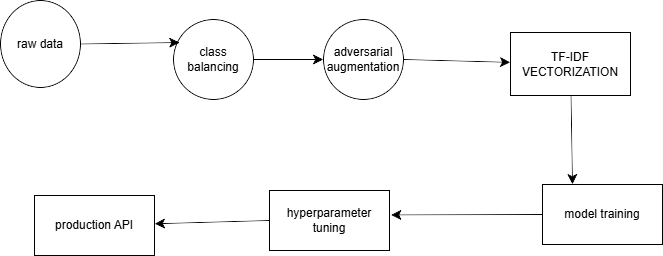 raw data
class
balancing
adversarial
augmentation
TF-IDF
VECTORIZATION
model training
hyperparameter
tuning
production API